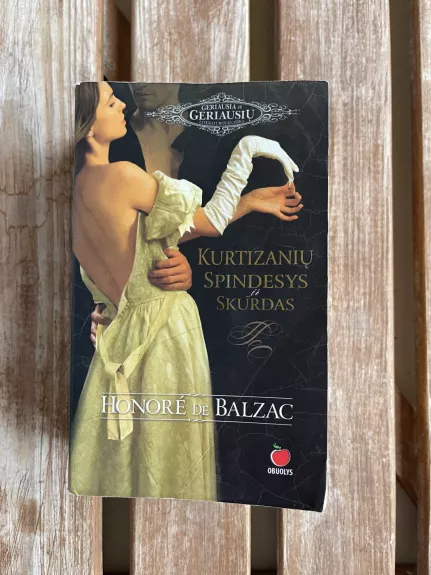 GERIAUSIA iš
GERIAUSIŲ
KURTIZANIŲ
SPINDESYS
ir
SKURDAS
HONORÉ DE BALZAC
OBUOLYS